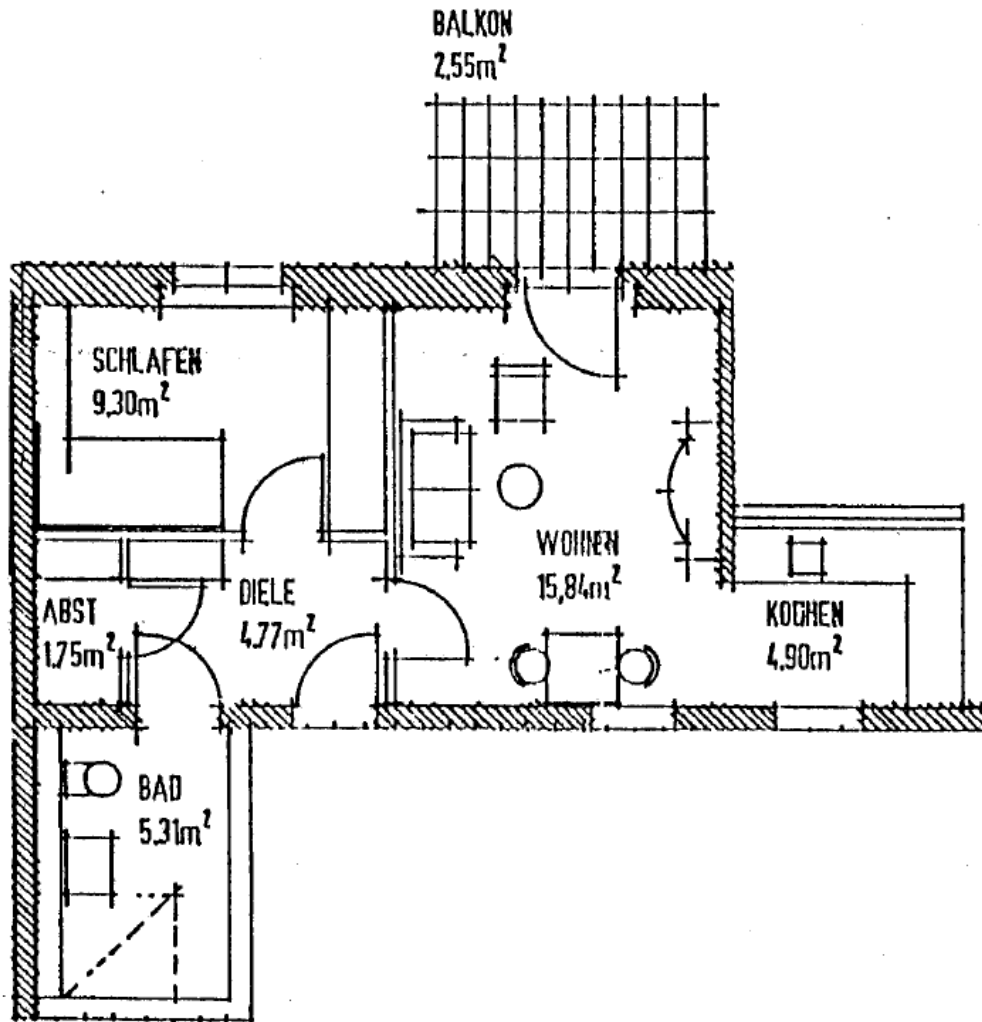 BALKON
2,55m²
SCHLAFEN
9,30m²
WOHNEN
15,84m²
DIELE
4,77m²
ABST
1,75m²
KOCHEN
4,90m²
BAD
5,31m²